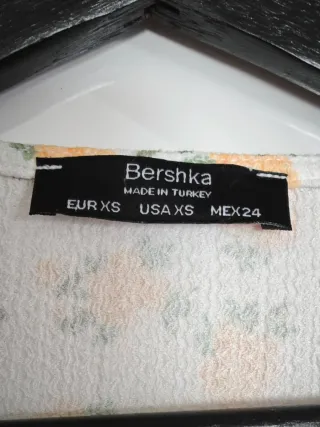 Bershka
MADE IN TURKEY
EUR XS USA XS MEX 24